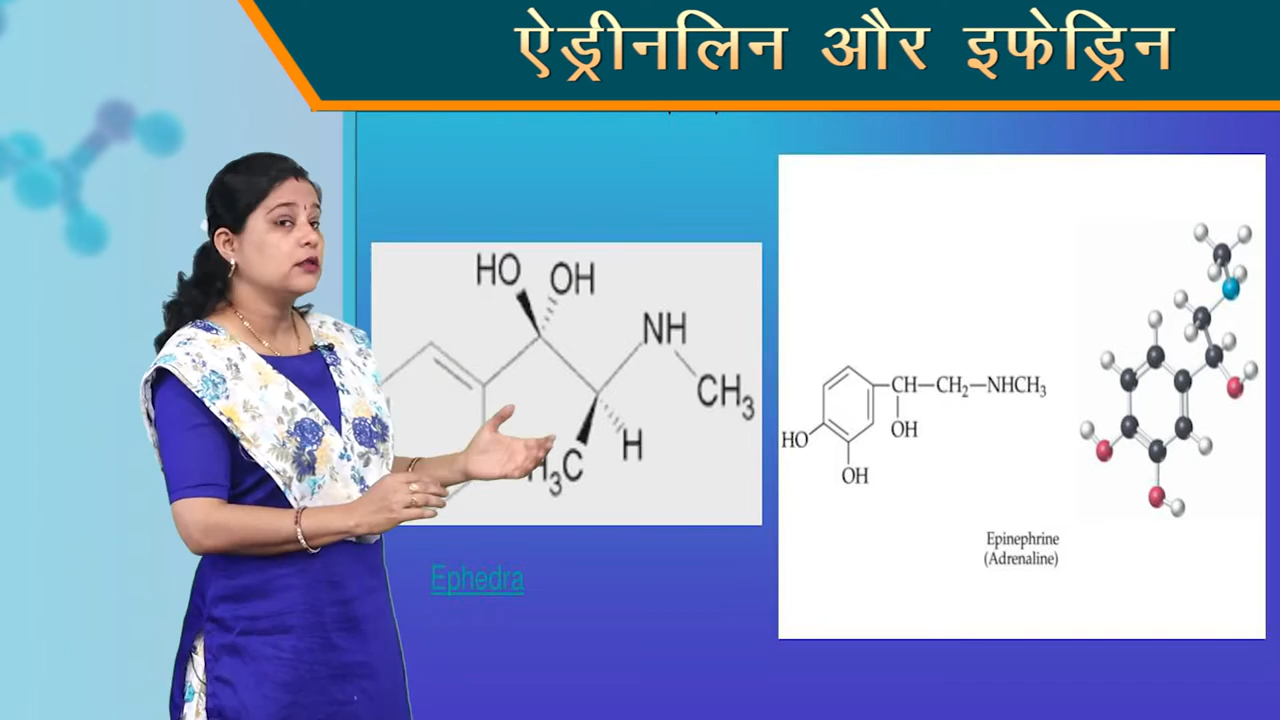 ऐड्रीनलिन और इफेड्रिन
HO OH
NH
CH3
H
H3C
Ephedra
CH—CH2—NHCH3
HO
OH
OH
Epinephrine
(Adrenaline)